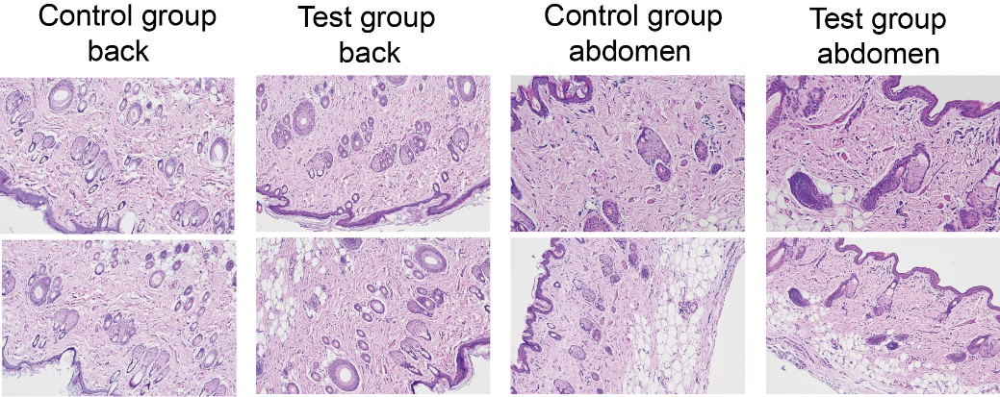 Control group
back
Test group
back
Control group
abdomen
Test group
abdomen